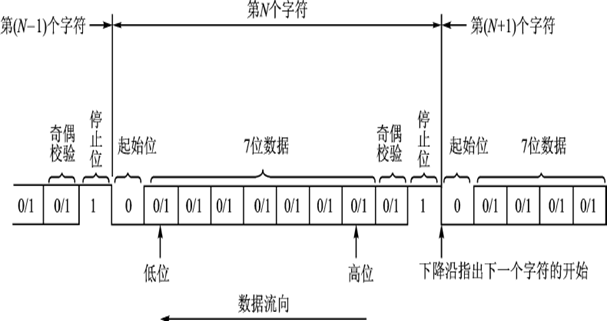 第(N−1)个字符
第N个字符
第(N+1)个字符
奇偶校验
停止位
起始位
7位数据
奇偶校验
停止位
起始位
7位数据
0/1 0/1 1 0 0/1 0/1 0/1 0/1 0/1 0/1 0/1 0/1 1 0 0/1 0/1 0/1 0/1
低位
高位
下降沿指出下一个字符的开始
数据流向